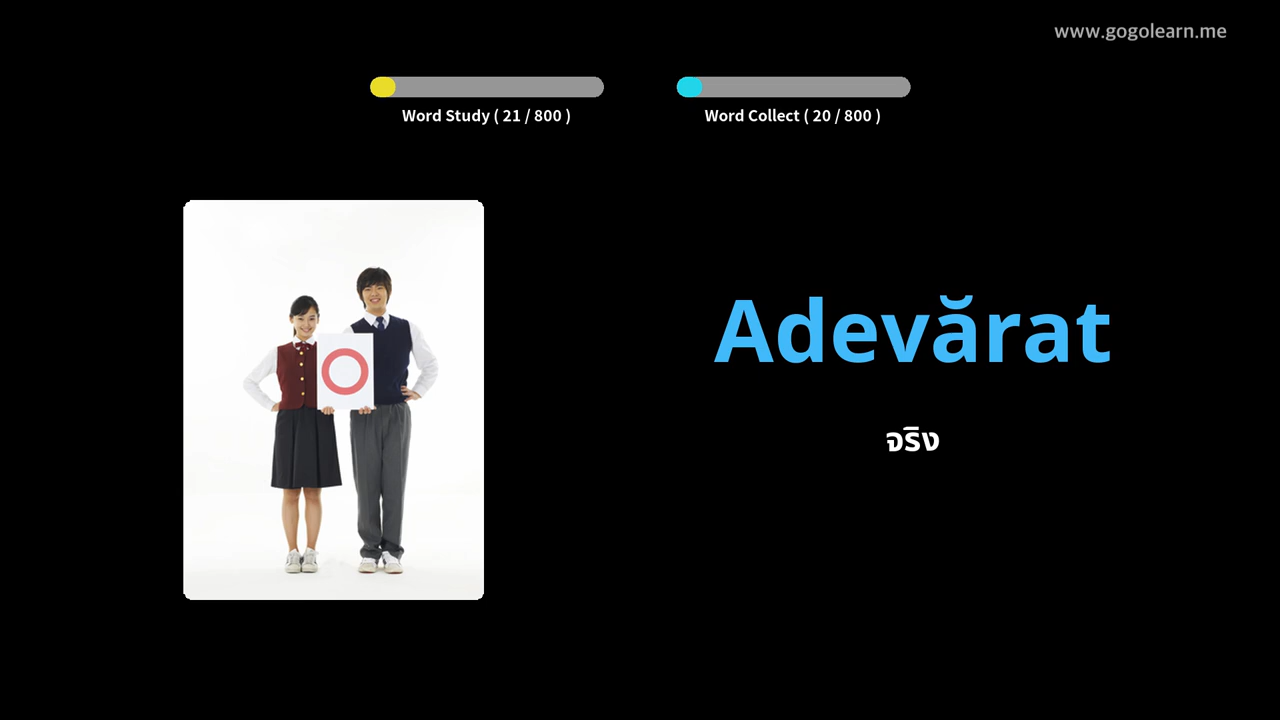 www.gogolearn.me
Word Study ( 21 / 800 )
Word Collect ( 20 / 800 )
Adevărat
จริง